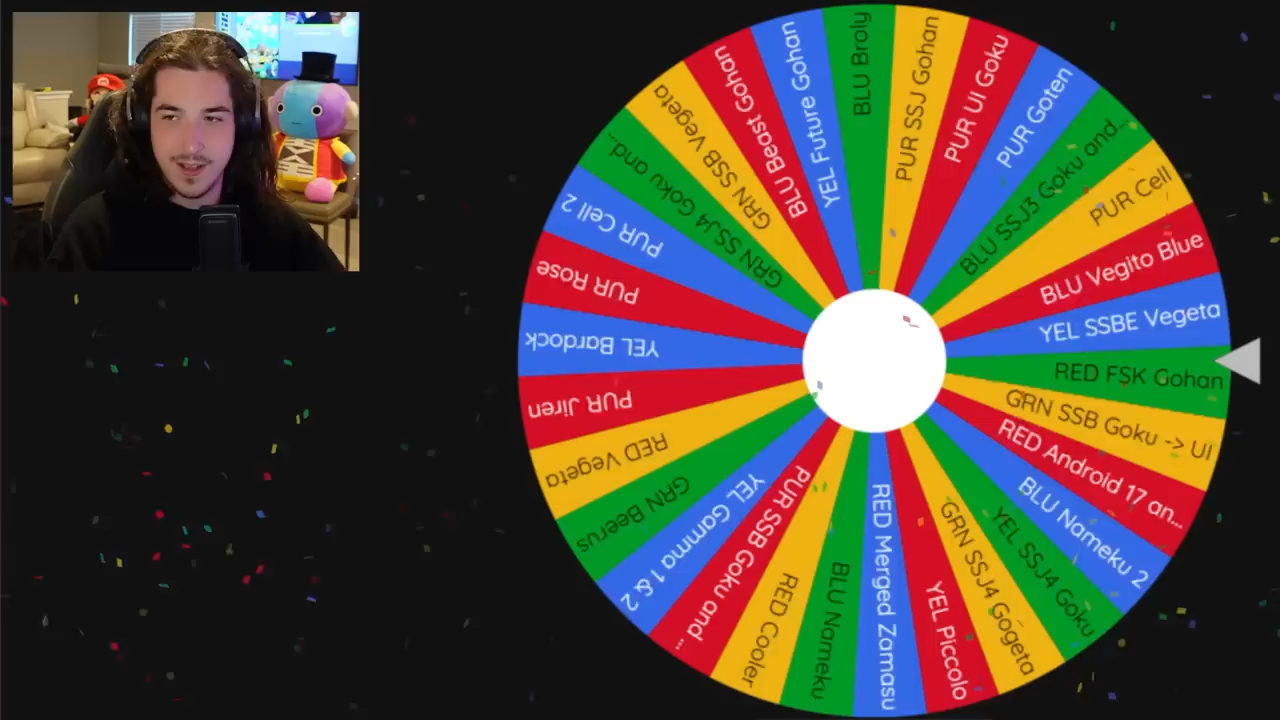 BLU Broly
PUR SSJ Gohan
PUR UI Goku
PUR Goten
BLU SSJ3 Goku and...
PUR Cell
BLU Vegito Blue
YEL SSBE Vegeta
RED FSK Gohan
GRN SSB Goku -> UI
RED Android 17 an...
BLU Nameku 2
YEL SSJ4 Goku
GRN SSJ4 Gogeta
YEL Piccolo
RED Merged Zamasu
BLU Nameku
RED Cooler
PUR SSB Goku and ...
YEL Gamma 1 & 2
GRN Beerus
RED Vegeta
PUR Jiren
YEL Bardock
PUR Rose
PUR Cell 2
GRN SSJ4 Goku and...
GRN SSB Vegeta
BLU Beast Gohan
YEL Future Gohan